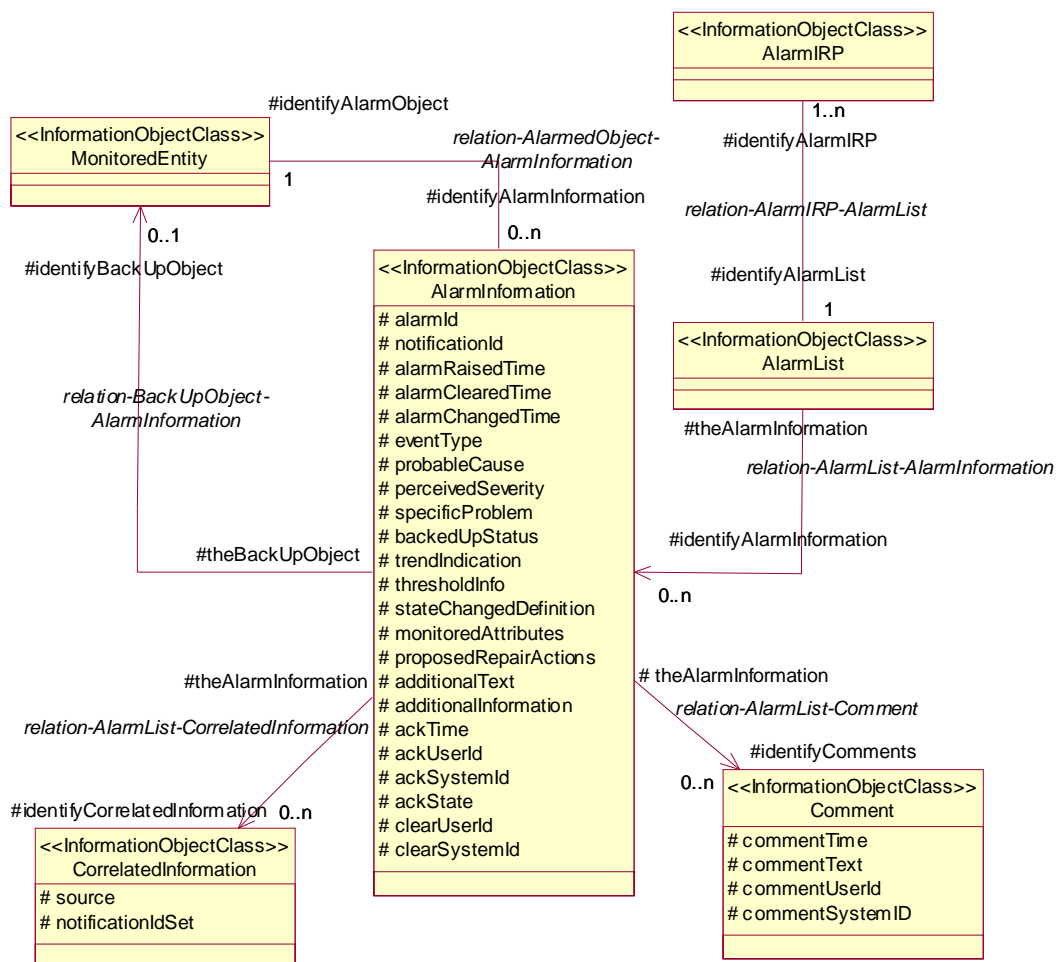 <<InformationObjectClass>>
AlarmIRP
1..n
#identifyAlarmIRP
relation-AlarmIRP-AlarmList
#identifyAlarmList
1
#identifyAlarmObject
<<InformationObjectClass>>
MonitoredEntity
1
relation-AlarmedObject-
AlarmInformation
#identifyAlarmInformation
0..n
0..1
#identifyBackUpObject
relation-BackUpObject-
AlarmInformation
#theBackUpObject
<<InformationObjectClass>>
AlarmInformation
# alarmId
# notificationId
# alarmRaisedTime
# alarmClearedTime
# alarmChangedTime
# eventType
# probableCause
# perceivedSeverity
# specificProblem
# backedUpStatus
# trendIndication
# thresholdInfo
# stateChangedDefinition
# monitoredAttributes
# proposedRepairActions
# additionalText
# additionalInformation
# ackTime
# ackUserId
# ackSystemId
# ackState
# clearUserId
# clearSystemId
<<InformationObjectClass>>
AlarmList
#theAlarmInformation
relation-AlarmList-AlarmInformation
#identifyAlarmInformation
0..n
#theAlarmInformation
relation-AlarmList-CorrelatedInformation
#identifyCorrelatedInformation
0..n
<<InformationObjectClass>>
CorrelatedInformation
# source
# notificationIdSet
# theAlarmInformation
relation-AlarmList-Comment
#identifyComments
0..n
<<InformationObjectClass>>
Comment
# commentTime
# commentText
# commentUserId
# commentSystemID